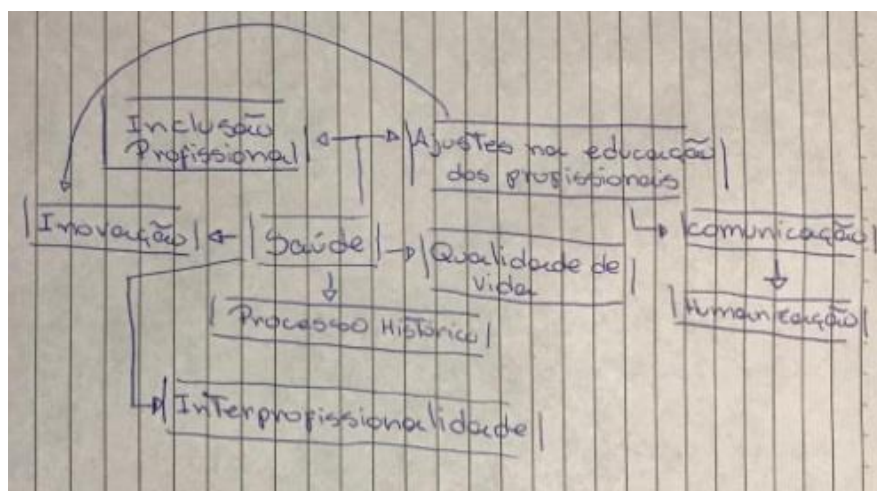 Inclusão
Profissional
Ajustes na educação
dos profissionais
Inovação
Saúde
Qualidade de
vida
comunicação
Humanização
Processo Histórico
Interprofissionalidade